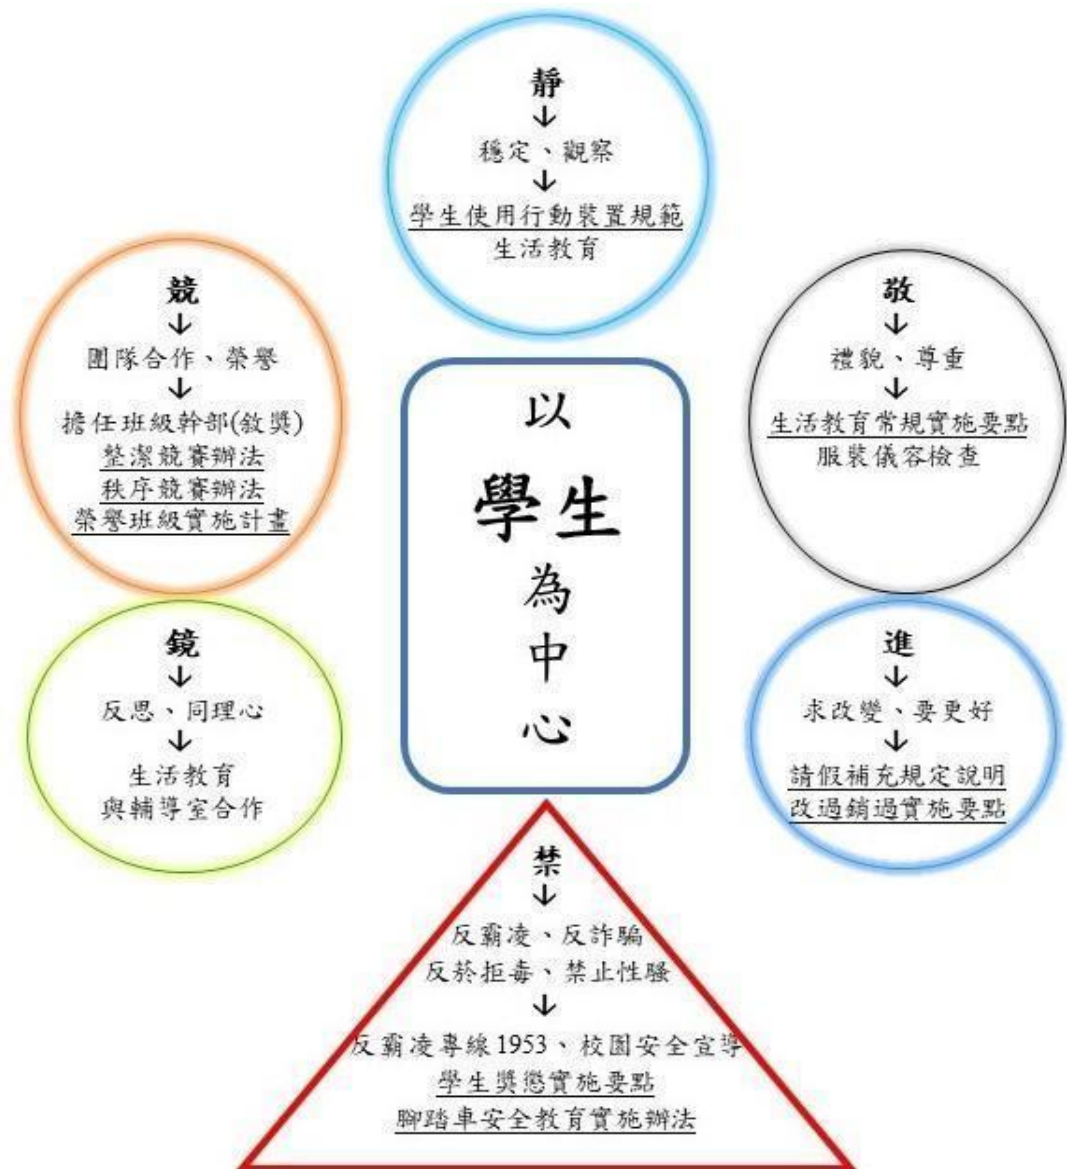 靜
↓
穩定、觀察
↓
學生使用行動裝置規範
生活教育
競
↓
團隊合作、榮譽
↓
擔任班級幹部(敘獎)
整潔競賽辦法
秩序競賽辦法
榮譽班級實施計畫
敬
↓
禮貌、尊重
↓
生活教育常規實施要點
服裝儀容檢查
以
學生
為
中
心
鏡
↓
反思、同理心
↓
生活教育
與輔導室合作
進
↓
求改變、要更好
↓
請假補充規定說明
改過銷過實施要點
禁
↓
反霸凌、反詐騙
反菸拒毒、禁止性騷
↓
反霸凌專線1953、校園安全宣導
學生獎懲實施要點
腳踏車安全教育實施辦法